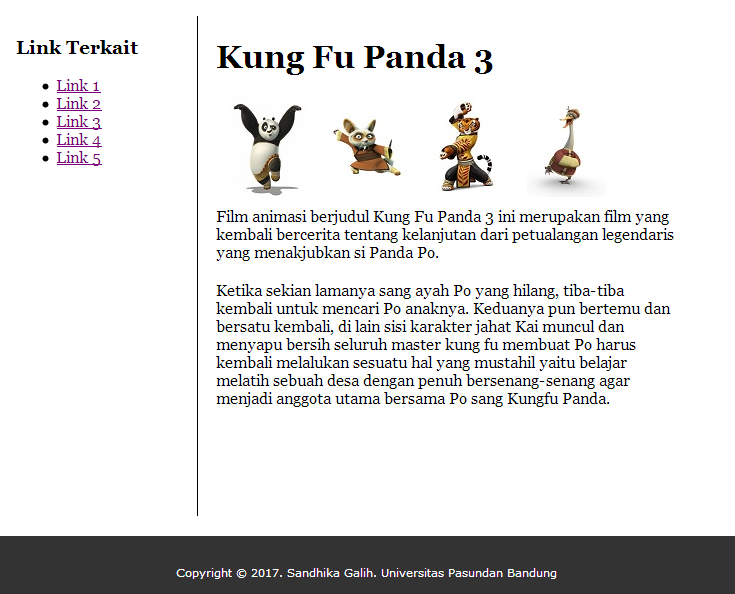 Link Terkait
Link 1
Link 2
Link 3
Link 4
Link 5
Kung Fu Panda 3
Film animasi berjudul Kung Fu Panda 3 ini merupakan film yang
kembali bercerita tentang kelanjutan dari petualangan legendaris
yang menakjubkan si Panda Po.
Ketika sekian lamanya sang ayah Po yang hilang, tiba-tiba
kembali untuk mencari Po anaknya. Keduanya pun bertemu dan
bersatu kembali, di lain sisi karakter jahat Kai muncul dan
menyapu bersih seluruh master kung fu membuat Po harus
kembali melalukan sesuatu hal yang mustahil yaitu belajar
melatih sebuah desa dengan penuh bersenang-senang agar
menjadi anggota utama bersama Po sang Kungfu Panda.
Copyright © 2017. Sandhika Galih. Universitas Pasundan Bandung